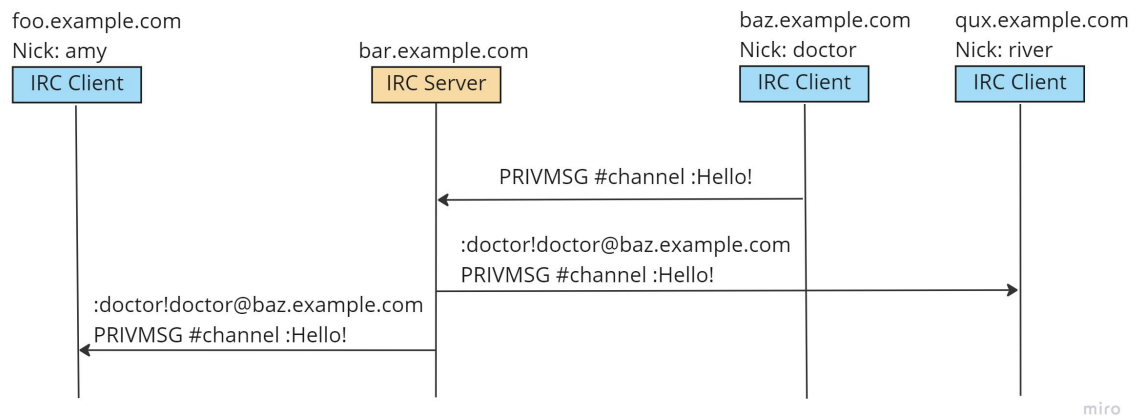 foo.example.com
Nick: amy
IRC Client
bar.example.com
IRC Server
baz.example.com
Nick: doctor
IRC Client
qux.example.com
Nick: river
IRC Client
PRIVMSG #channel :Hello!
:doctor!doctor@baz.example.com
PRIVMSG #channel :Hello!
:doctor!doctor@baz.example.com
PRIVMSG #channel :Hello!
miro